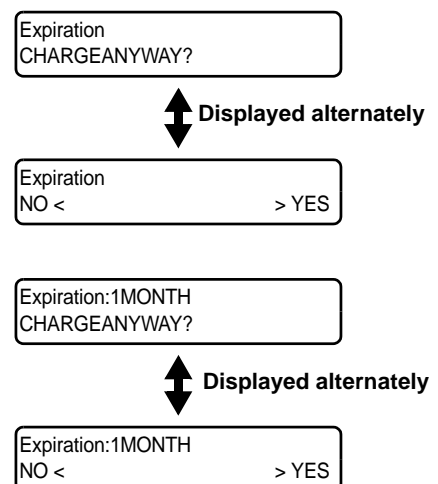 Expiration
CHARGEANYWAY?
Displayed alternately
Expiration
NO < > YES
Expiration:1MONTH
CHARGEANYWAY?
Displayed alternately
Expiration:1MONTH
NO < > YES